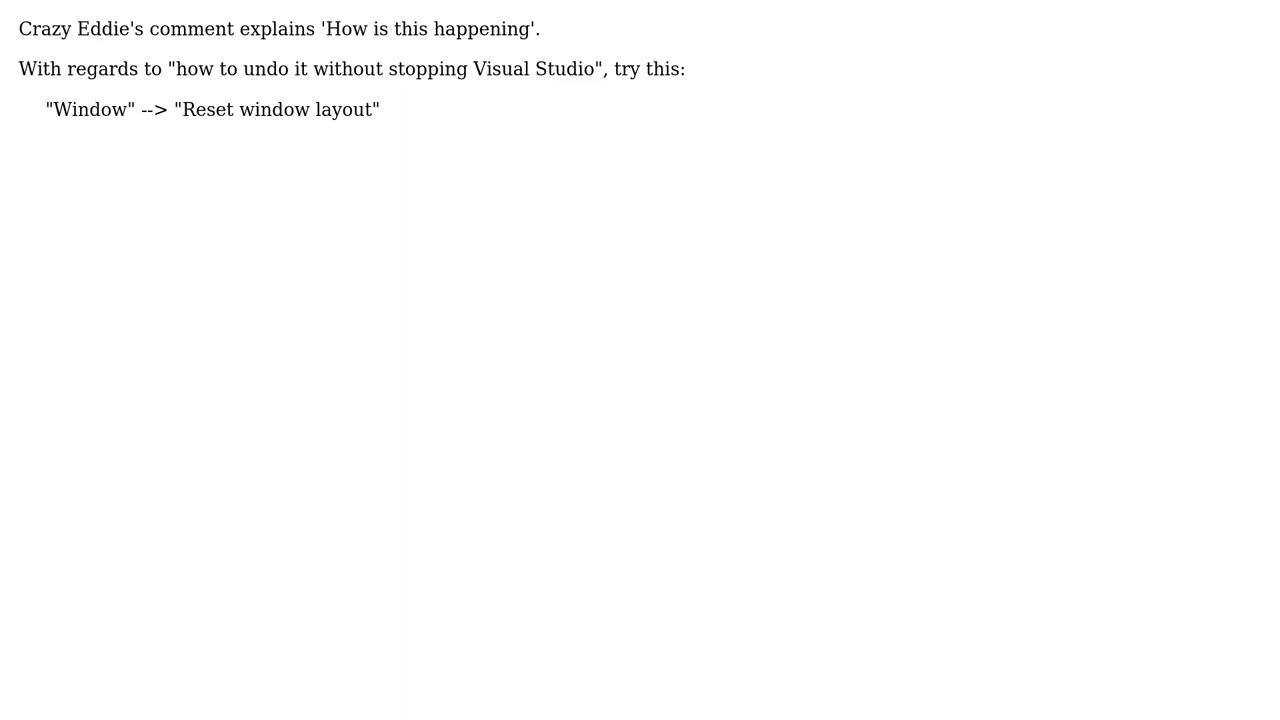 Crazy Eddie's comment explains 'How is this happening'.
With regards to "how to undo it without stopping Visual Studio", try this:
"Window" --> "Reset window layout"